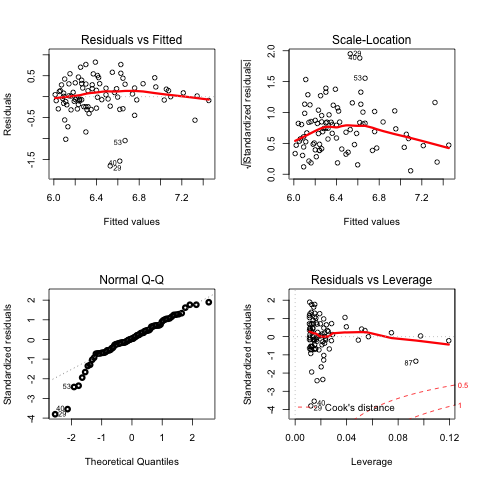 Residuals vs Fitted
Residuals
0.5
-0.5
-1.5
53
40
29
6.0 6.4 6.8 7.2
Fitted values
Scale-Location
√|Standardized residuals|
2.0
1.5
1.0
0.5
0.0
29
40
53
6.0 6.4 6.8 7.2
Fitted values
Normal Q-Q
Standardized residuals
2
1
0
-1
-2
-3
-4
53
40
29
-2 -1 0 1 2
Theoretical Quantiles
Residuals vs Leverage
Standardized residuals
2
1
0
-1
-2
-3
-4
87
0.5
40
29 Cook's distance
1
0.00 0.04 0.08 0.12
Leverage